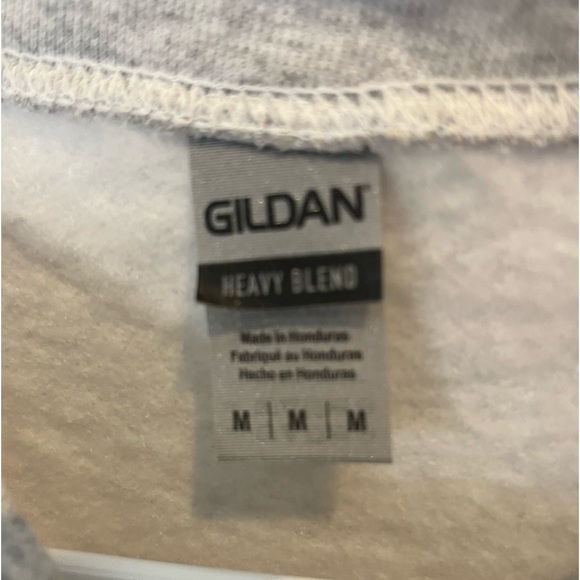 GILDAN
HEAVY BLEND
Made in Honduras
Fabriqué au Honduras
Hecho en Honduras
M | M | M